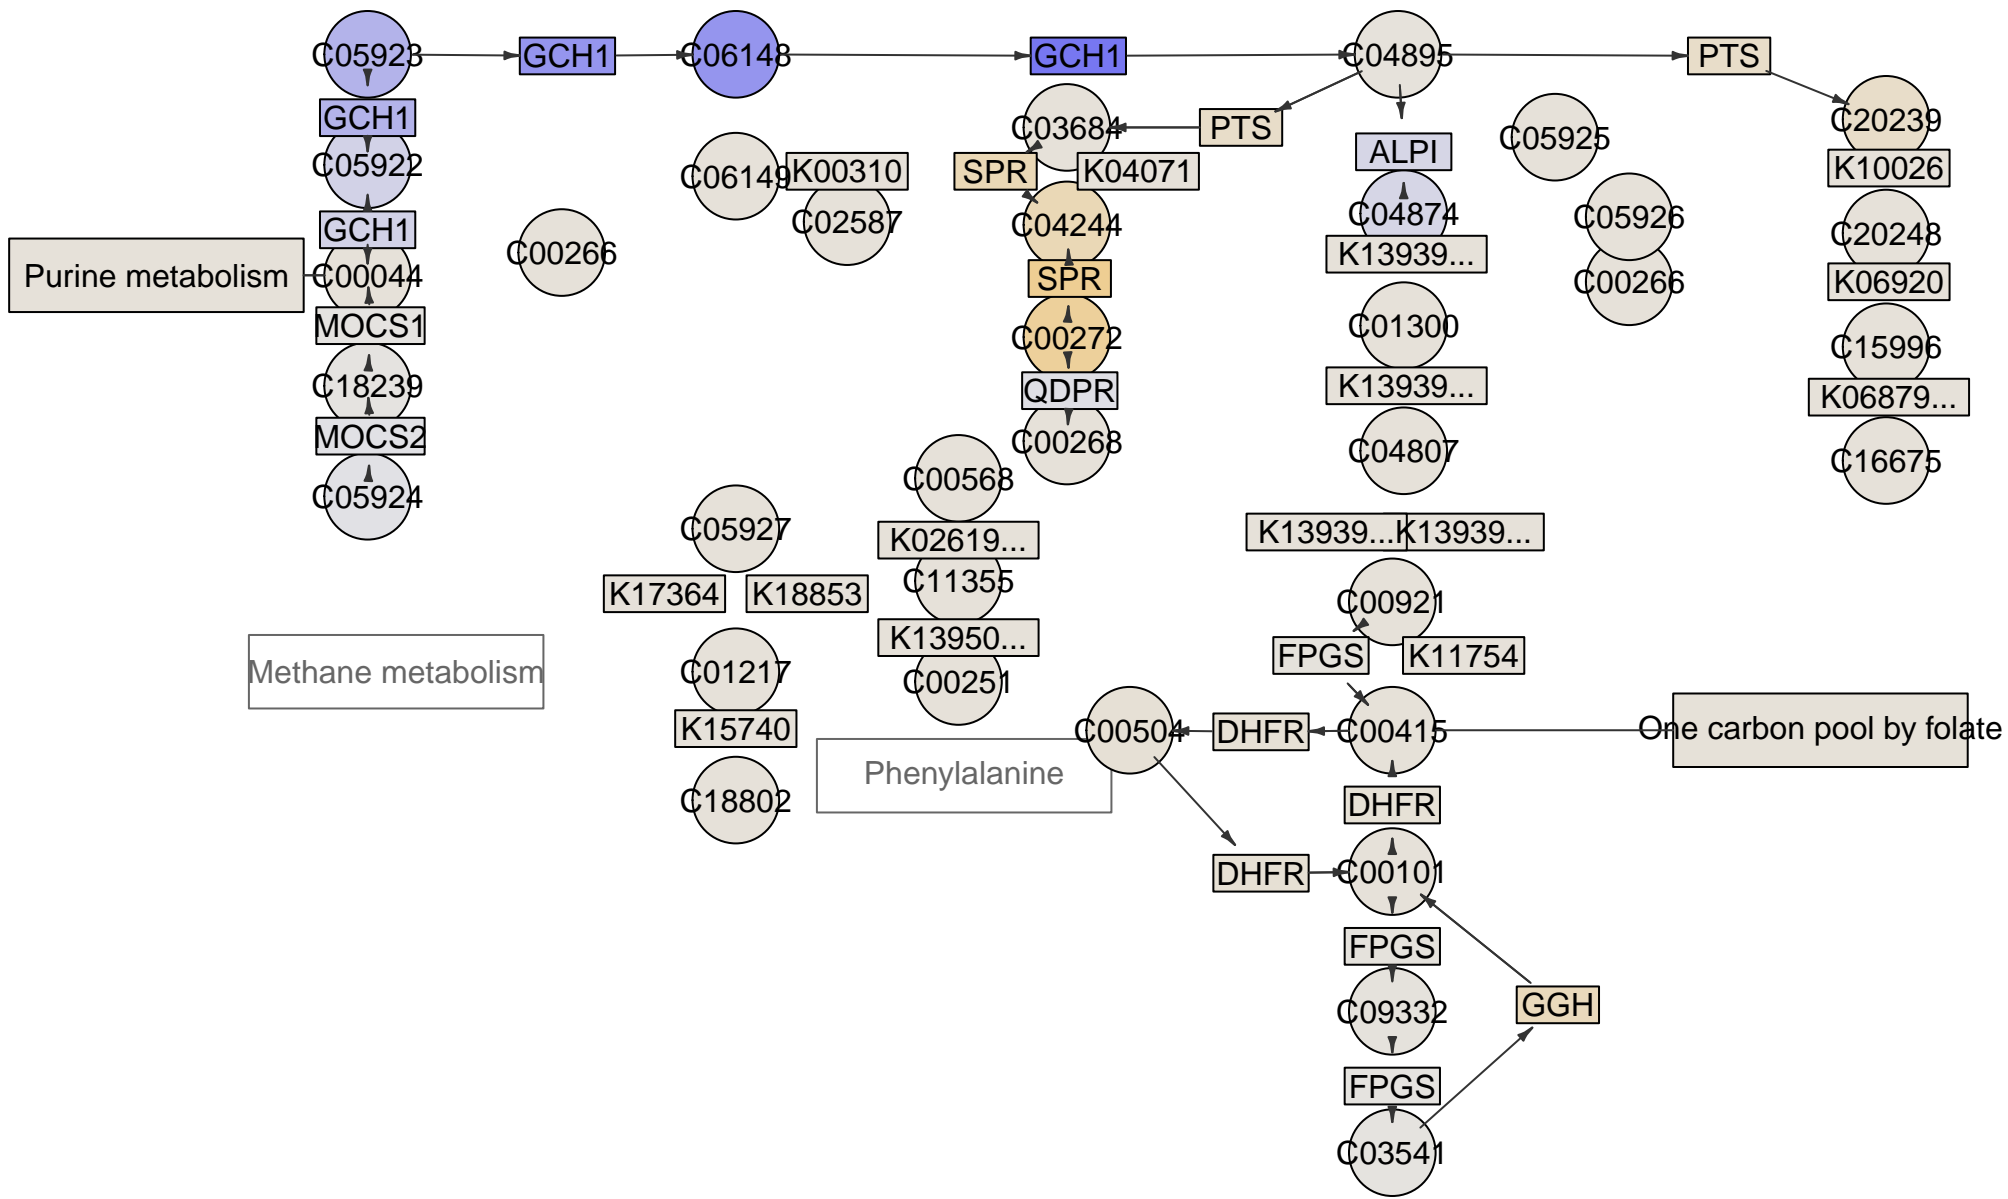 C05923
GCH1
C06148
GCH1
C04895
PTS
GCH1
C03684
PTS
C20239
C05922
C06149
K00310
SPR
K04071
ALPI
C05925
K10026
GCH1
C02587
C04244
C04874
C05926
C20248
Purine metabolism
C00044
C00266
SPR
K13939...
C00266
K06920
MOCS1
C00272
C01300
C15996
C18239
QDPR
K13939...
K06879...
MOCS2
C00268
C04807
C16675
C05924
C00568
C05927
K02619...
K13939...
K13939...
K17364
K18853
C11355
C00921
Methane metabolism
C01217
K13950...
FPGS
K11754
C00251
K15740
C00504
DHFR
C00415
One carbon pool by folate
Phenylalanine
C18802
DHFR
DHFR
C00101
FPGS
C09332
GGH
FPGS
C03541